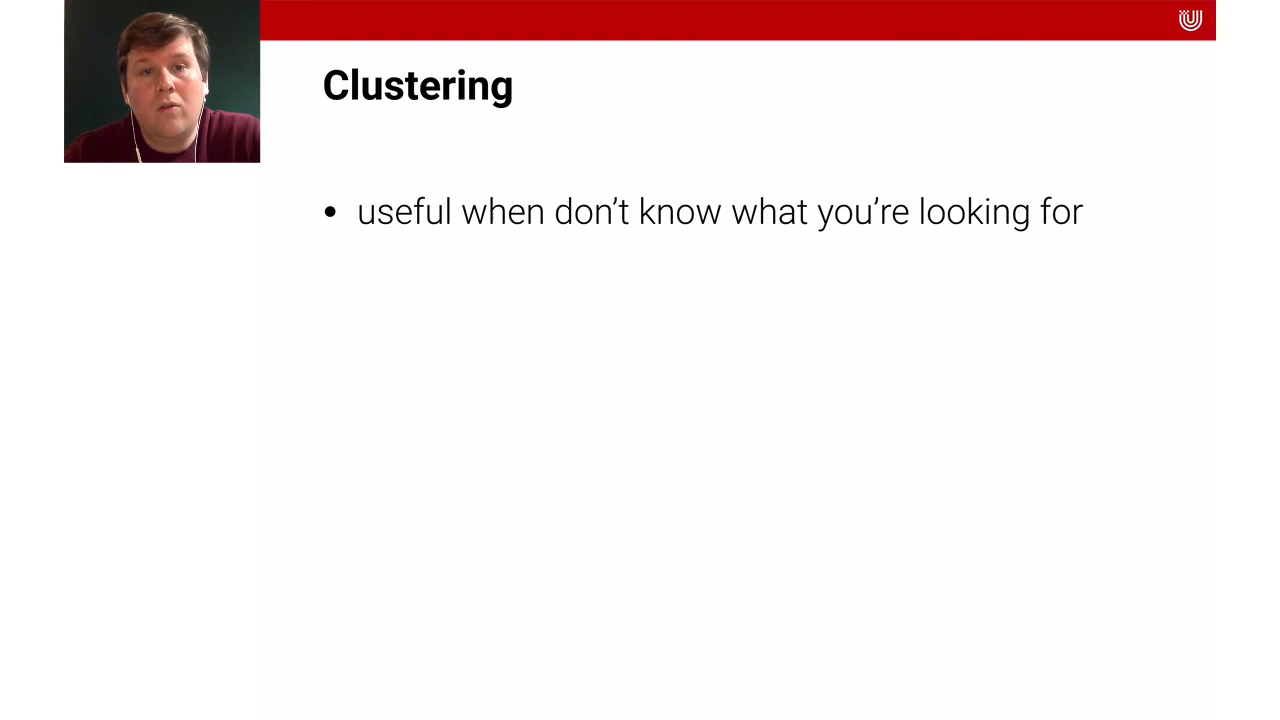 Clustering
• useful when don’t know what you’re looking for